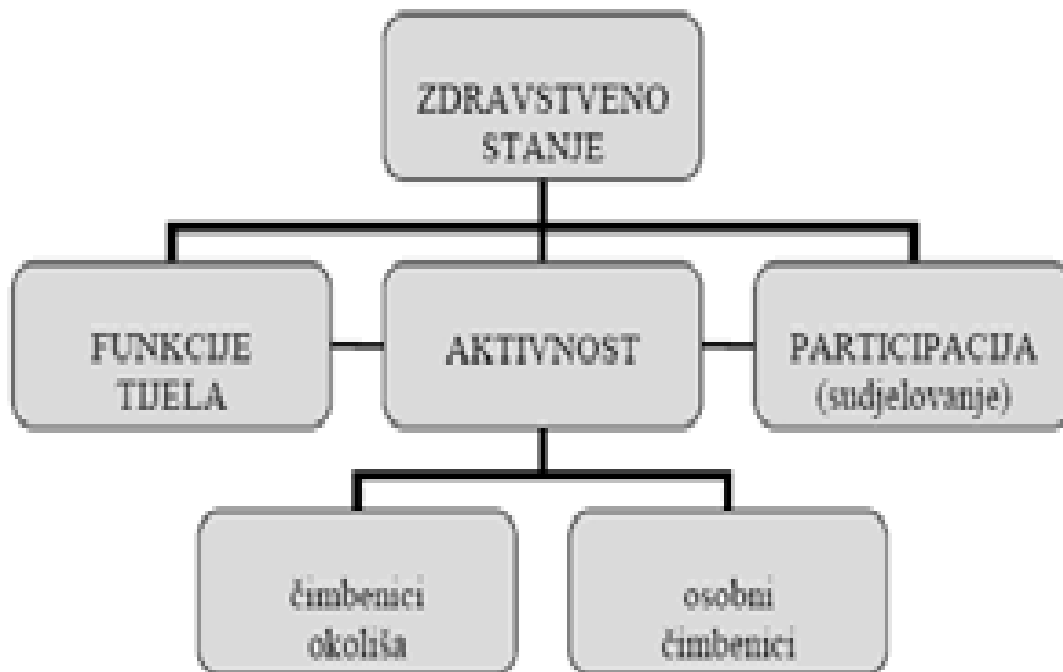 ZDRAVSTVENO
STANJE
FUNKCIJE
TIJELA
AKTIVNOST
PARTICIPACIJA
(sudjelovanje)
čimbenici
okoliša
osobni
čimbenici